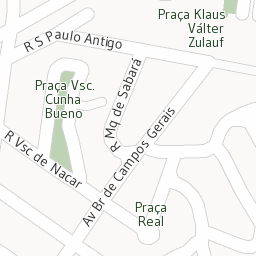 Praça Klaus
Válter
Zulauf
R S Paulo Antigo
Praça Vsc.
Cunha
Bueno
R Mq de Sabará
Av Br de Campos Gerais
R Vsc de Nacar
Praça
Real